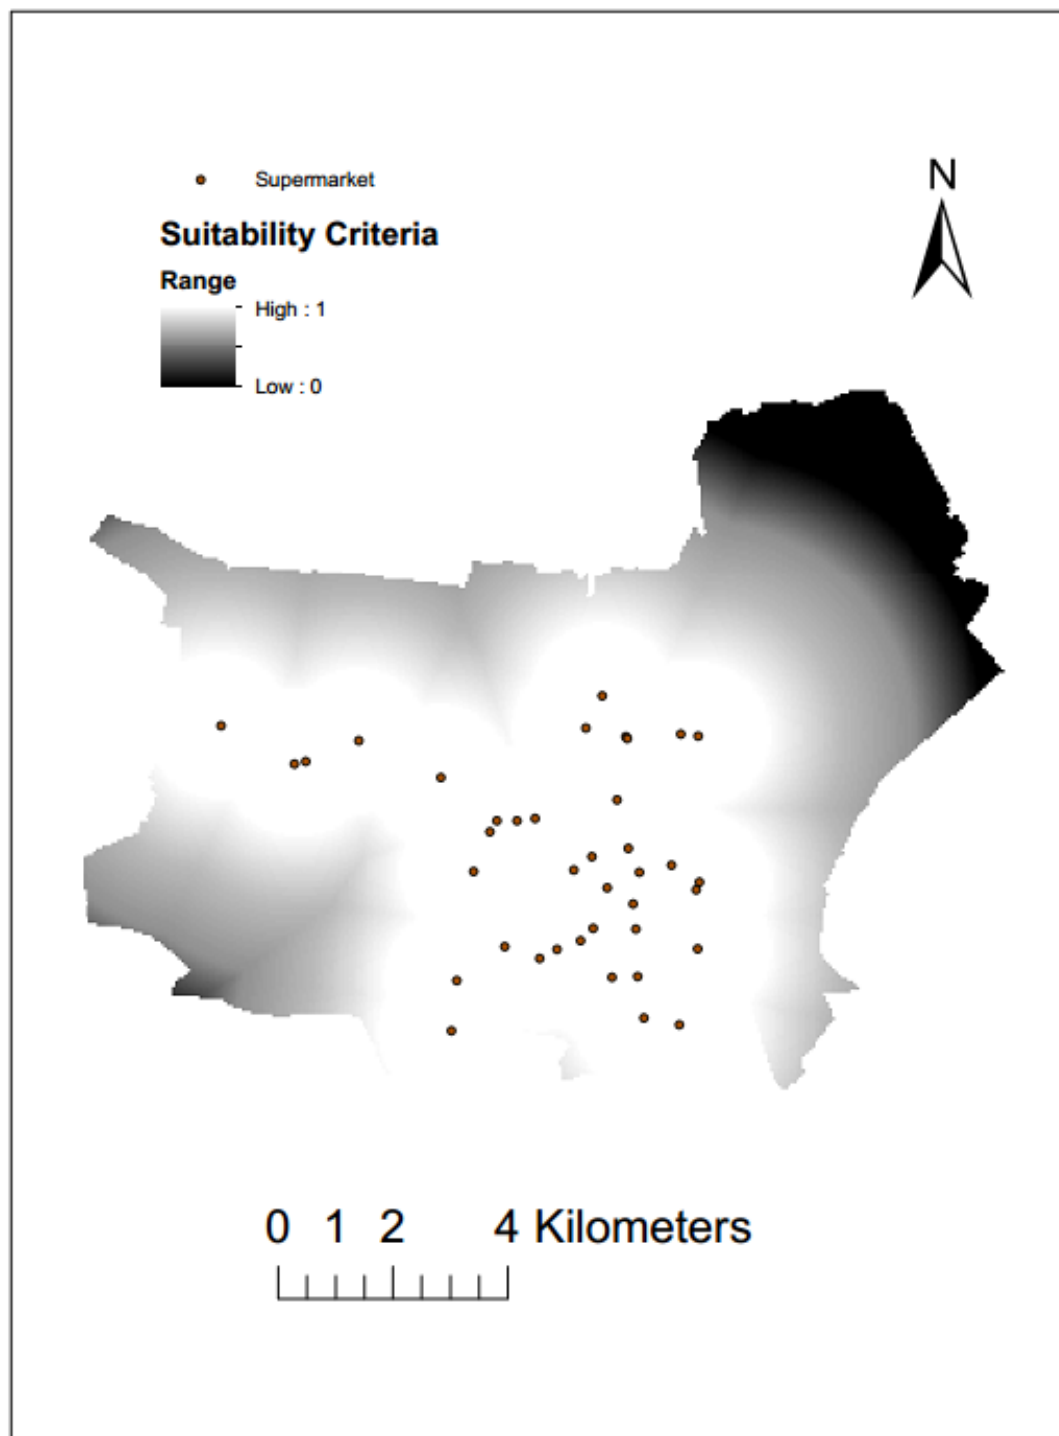 N
Supermarket
Suitability Criteria
Range
High : 1
Low : 0
0 1 2 4 Kilometers